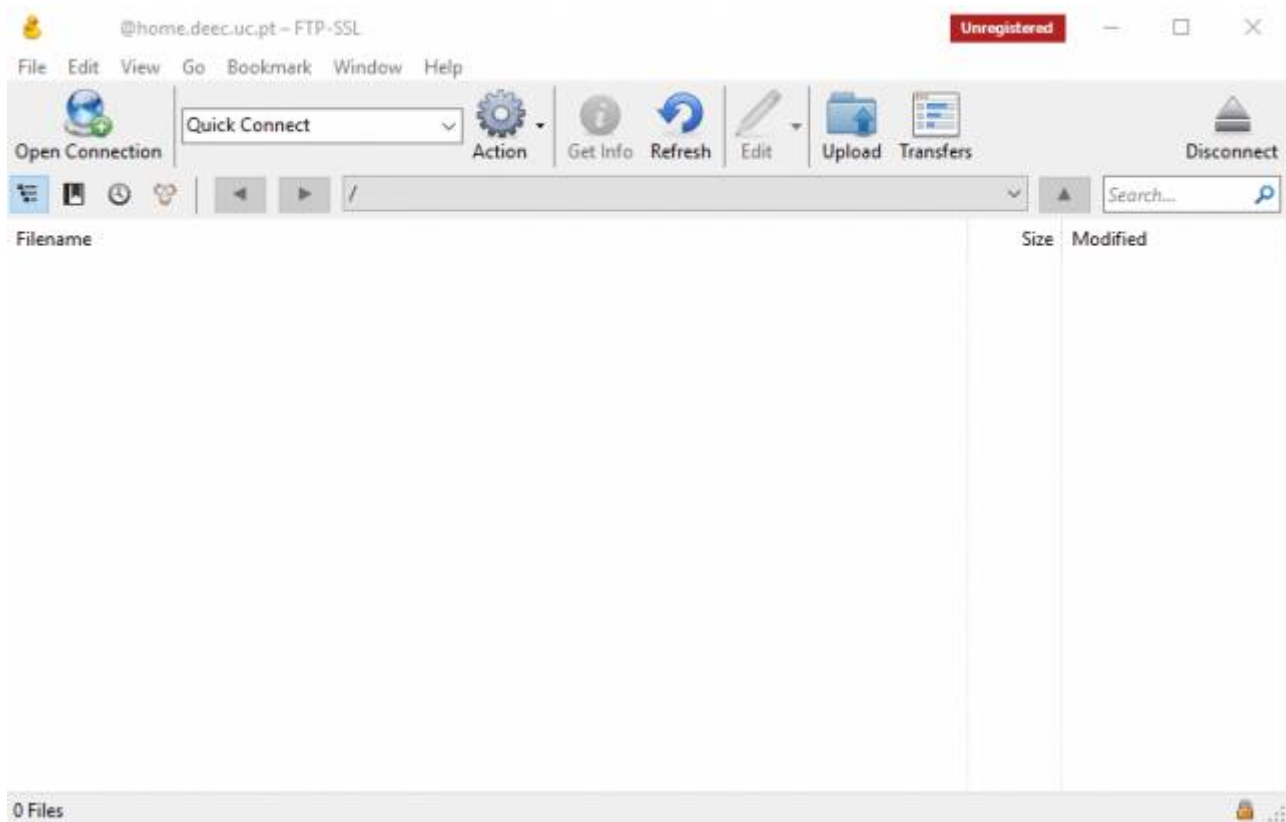 @home.deec.uc.pt – FTP-SSL Unregistered
File Edit View Go Bookmark Window Help
Quick Connect
Open Connection Action Get Info Refresh Edit Upload Transfers Disconnect
/ Search...
Filename Size Modified
0 Files